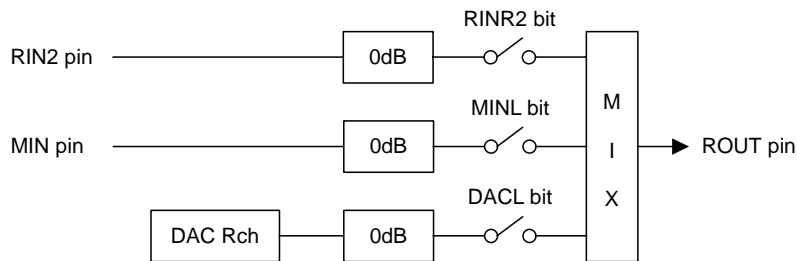 RINR2 bit
RIN2 pin
0dB
MINL bit
MIN pin
0dB
DACL bit
DAC Rch
0dB
M
I
X
ROUT pin